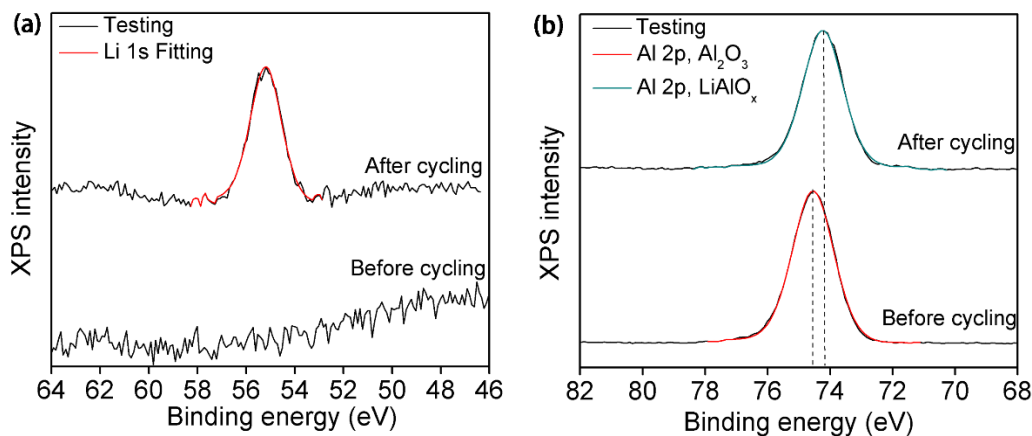 (a)
Testing
Li 1s Fitting
After cycling
Before cycling
XPS intensity
64 62 60 58 56 54 52 50 48 46
Binding energy (eV)
(b)
Testing
Al 2p, Al₂O₃
Al 2p, LiAlOₓ
After cycling
Before cycling
XPS intensity
82 80 78 76 74 72 70 68
Binding energy (eV)